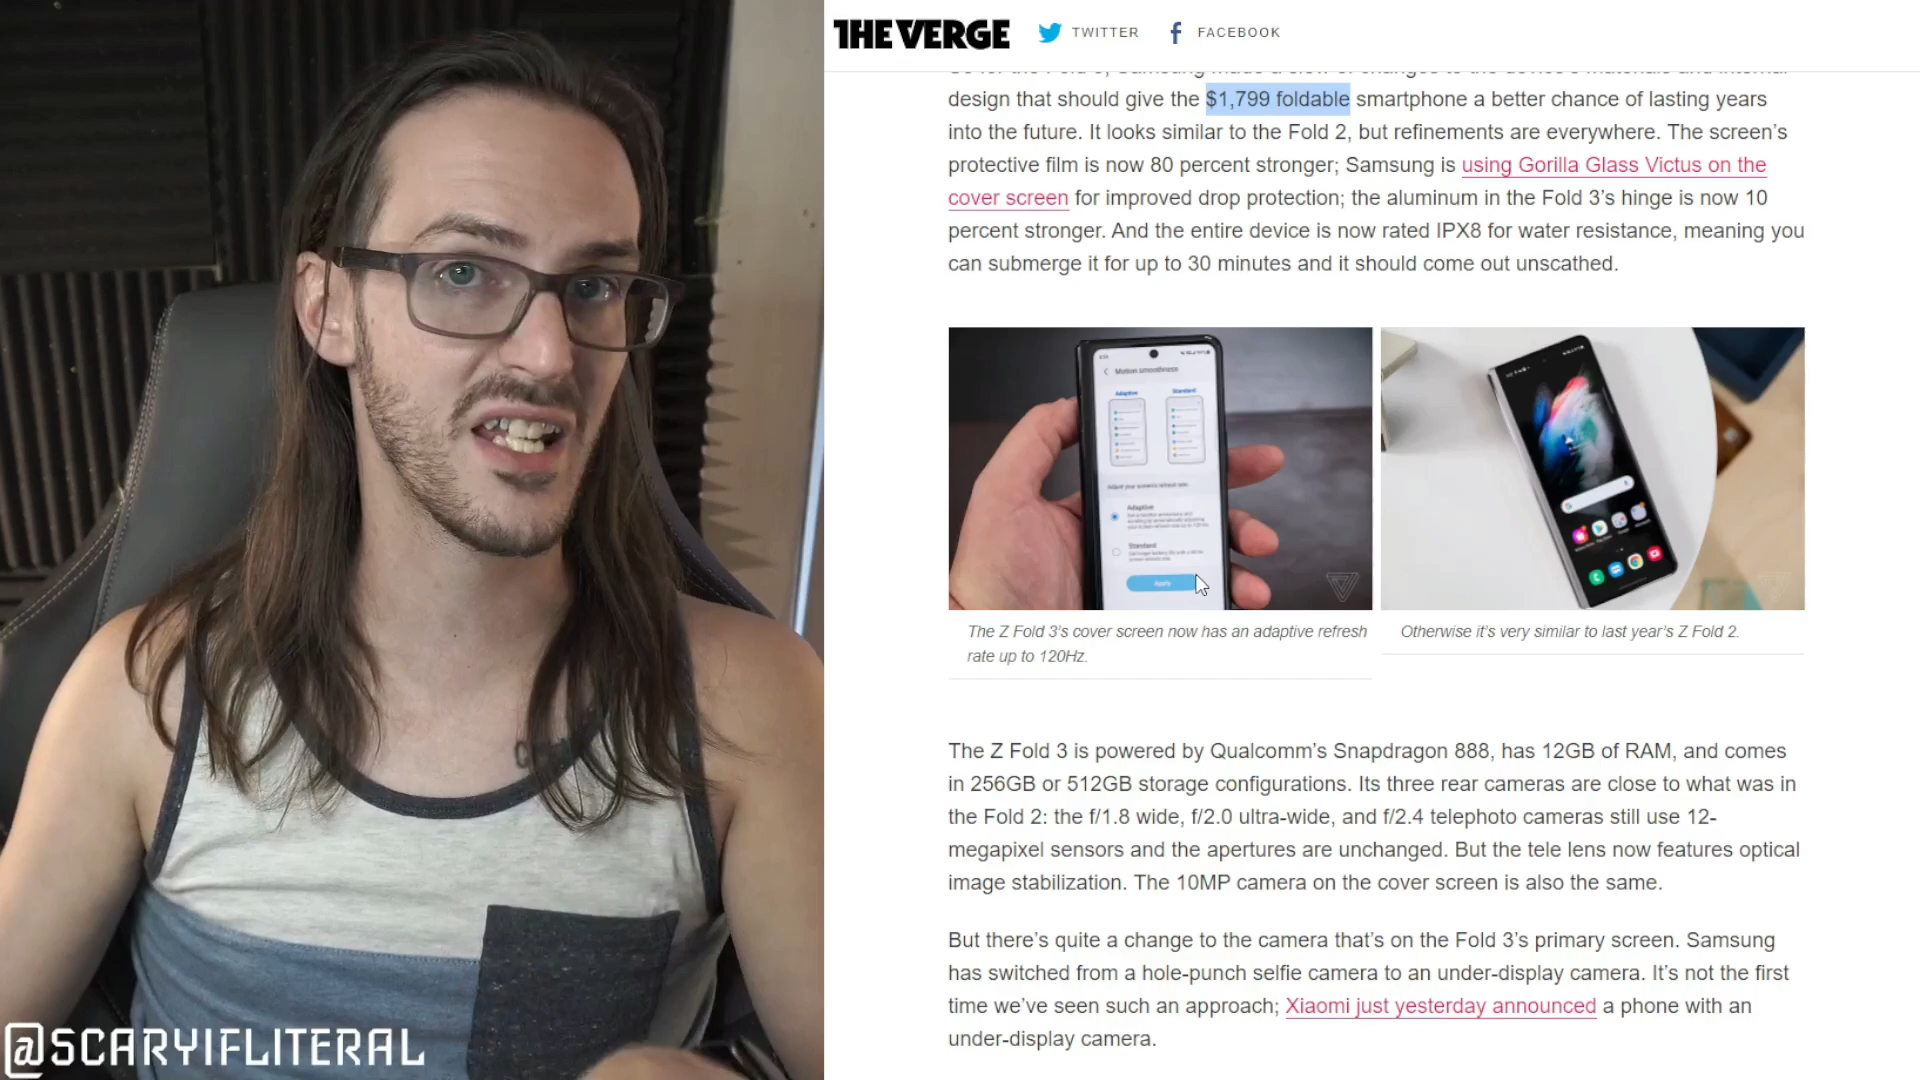 THE VERGE TWITTER FACEBOOK
design that should give the $1,799 foldable smartphone a better chance of lasting years
into the future. It looks similar to the Fold 2, but refinements are everywhere. The screen's
protective film is now 80 percent stronger; Samsung is using Gorilla Glass Victus on the
cover screen for improved drop protection; the aluminum in the Fold 3's hinge is now 10
percent stronger. And the entire device is now rated IPX8 for water resistance, meaning you
can submerge it for up to 30 minutes and it should come out unscathed.
Motion smoothness
Adaptive Standard
Adaptive
Standard
Apply
The Z Fold 3's cover screen now has an adaptive refresh
rate up to 120Hz.
Otherwise it's very similar to last year's Z Fold 2.
The Z Fold 3 is powered by Qualcomm's Snapdragon 888, has 12GB of RAM, and comes
in 256GB or 512GB storage configurations. Its three rear cameras are close to what was in
the Fold 2: the f/1.8 wide, f/2.0 ultra-wide, and f/2.4 telephoto cameras still use 12-
megapixel sensors and the apertures are unchanged. But the tele lens now features optical
image stabilization. The 10MP camera on the cover screen is also the same.
But there's quite a change to the camera that's on the Fold 3's primary screen. Samsung
has switched from a hole-punch selfie camera to an under-display camera. It's not the first
time we've seen such an approach; Xiaomi just yesterday announced a phone with an
under-display camera.
@SCARYIFLITERAL